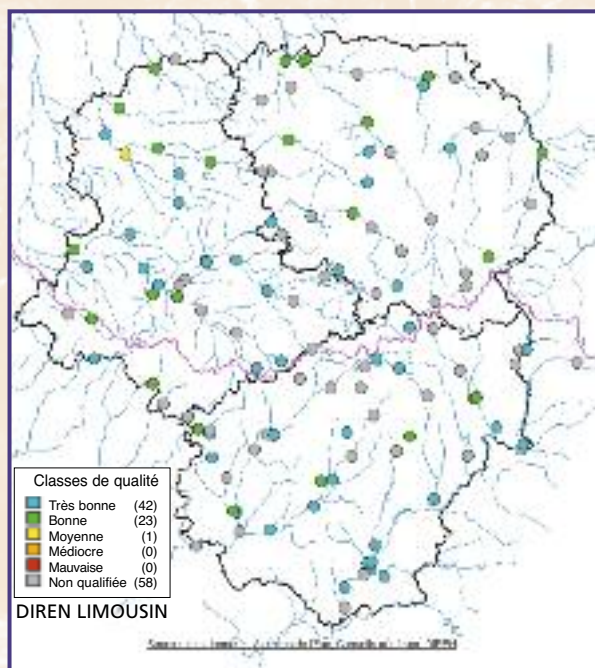 Classes de qualité
Très bonne (42)
Bonne (23)
Moyenne (1)
Médiocre (0)
Mauvaise (0)
Non qualifiée (58)
DIREN LIMOUSIN